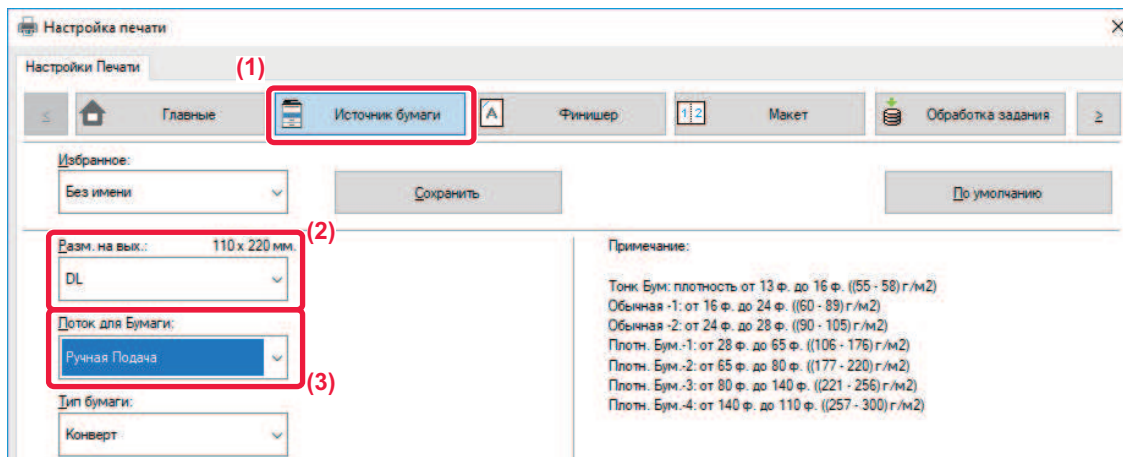 Настройка печати
Настройки Печати
(1)
≤ Главные Источник бумаги A Финишер 1 2 Макет Обработка задания ≥
Избранное:
Без имени Сохранить По умолчанию
Разм. на вых.: 110 x 220 мм. (2)
DL
Поток для Бумаги:
Ручная Подача
(3)
Тип бумаги:
Конверт
Примечание:
Тонк Бум: плотность от 13 ф. до 16 ф. ((55 - 58) г/м2)
Обычная -1: от 16 ф. до 24 ф. ((60 - 89) г/м2)
Обычная -2: от 24 ф. до 28 ф. ((90 - 105) г/м2)
Плотн. Бум.-1: от 28 ф. до 65 ф. ((106 - 176) г/м2)
Плотн. Бум.-2: от 65 ф. до 80 ф. ((177 - 220) г/м2)
Плотн. Бум.-3: от 80 ф. до 140 ф. ((221 - 256) г/м2)
Плотн. Бум.-4: от 140 ф. до 110 ф. ((257 - 300) г/м2)